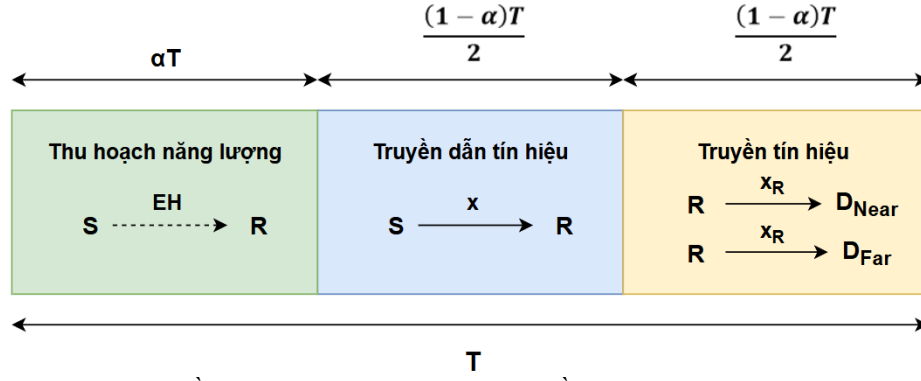 αT
(1 − α)T
2
(1 − α)T
2
Thu hoạch năng lượng
Truyền dẫn tín hiệu
Truyền tín hiệu
EH
S R
x
S R
x_R
R D_Near
x_R
R D_Far
T